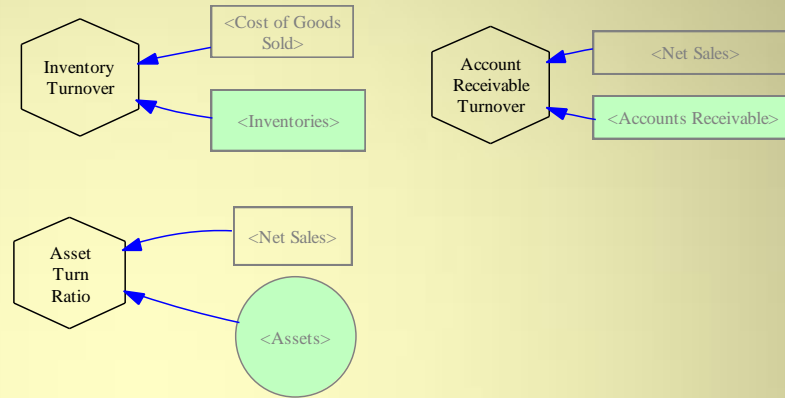 Inventory
Turnover
<Cost of Goods
Sold>
<Inventories>
Account
Receivable
Turnover
<Net Sales>
<Accounts Receivable>
Asset
Turn
Ratio
<Net Sales>
<Assets>